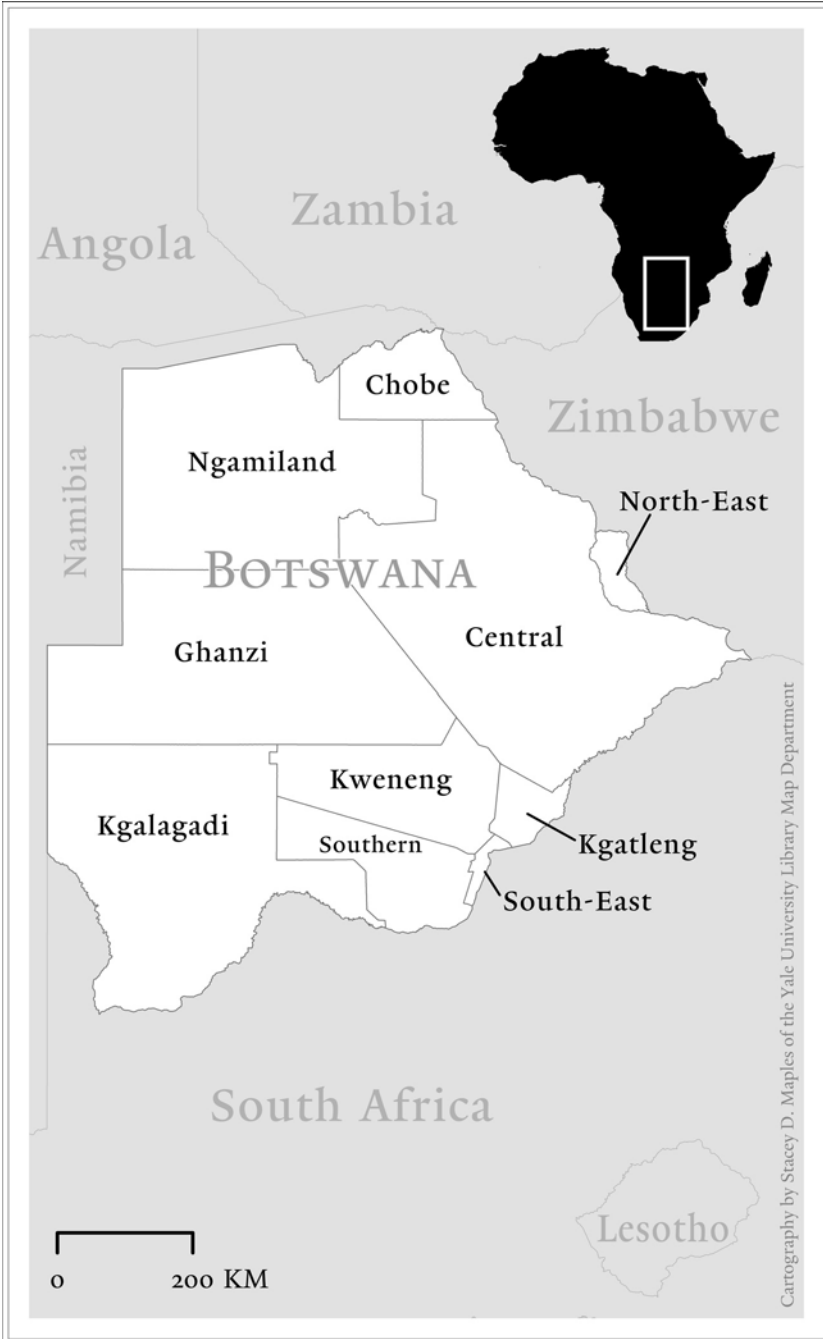 Zambia
Angola
Chobe
Zimbabwe
Ngamiland
Namibia
North-East
BOTSWANA
Central
Ghanzi
Kweneng
Kgalagadi
Southern
Kgatleng
South-East
South Africa
Lesotho
0 200 KM
Cartography by Stacey D. Maples of the Yale University Library Map Department